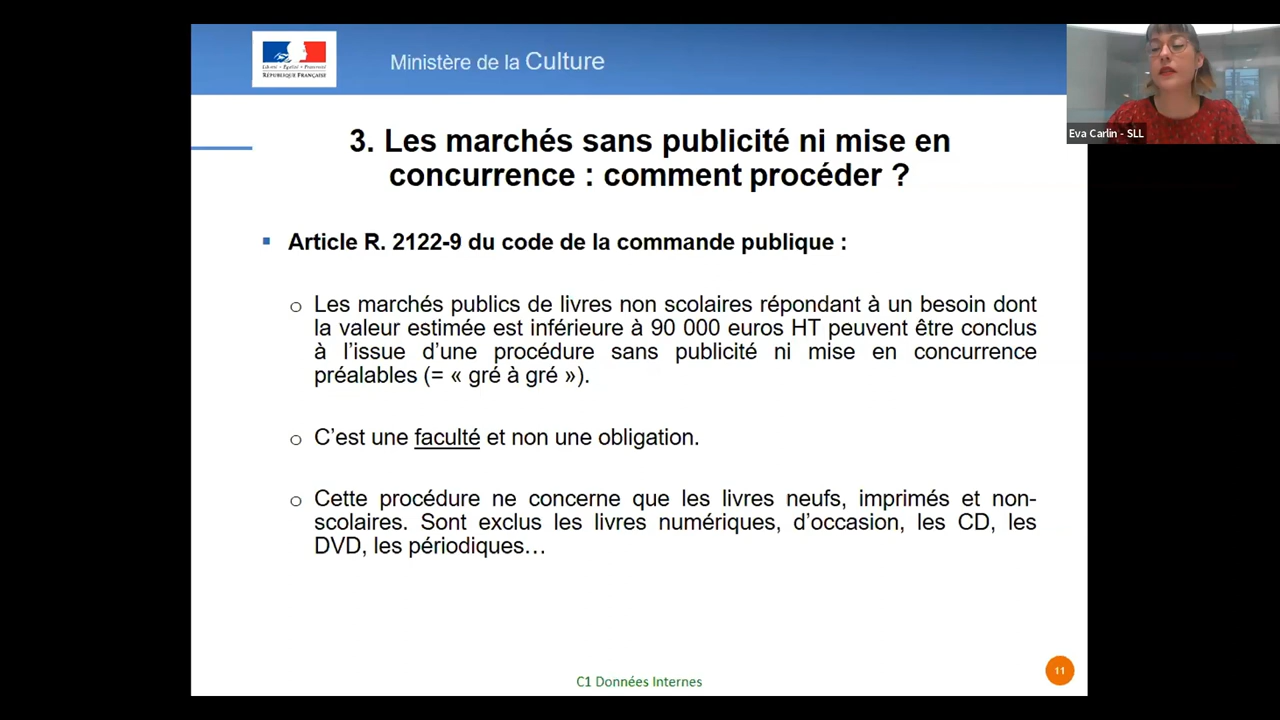 Liberté • Égalité • Fraternité
RÉPUBLIQUE FRANÇAISE
Ministère de la Culture
Eva Carlin - SLL
3. Les marchés sans publicité ni mise en
concurrence : comment procéder ?
Article R. 2122-9 du code de la commande publique :
Les marchés publics de livres non scolaires répondant à un besoin dont
la valeur estimée est inférieure à 90 000 euros HT peuvent être conclus
à l’issue d’une procédure sans publicité ni mise en concurrence
préalables (= « gré à gré »).
C’est une faculté et non une obligation.
Cette procédure ne concerne que les livres neufs, imprimés et non-
scolaires. Sont exclus les livres numériques, d’occasion, les CD, les
DVD, les périodiques…
C1 Données Internes
11